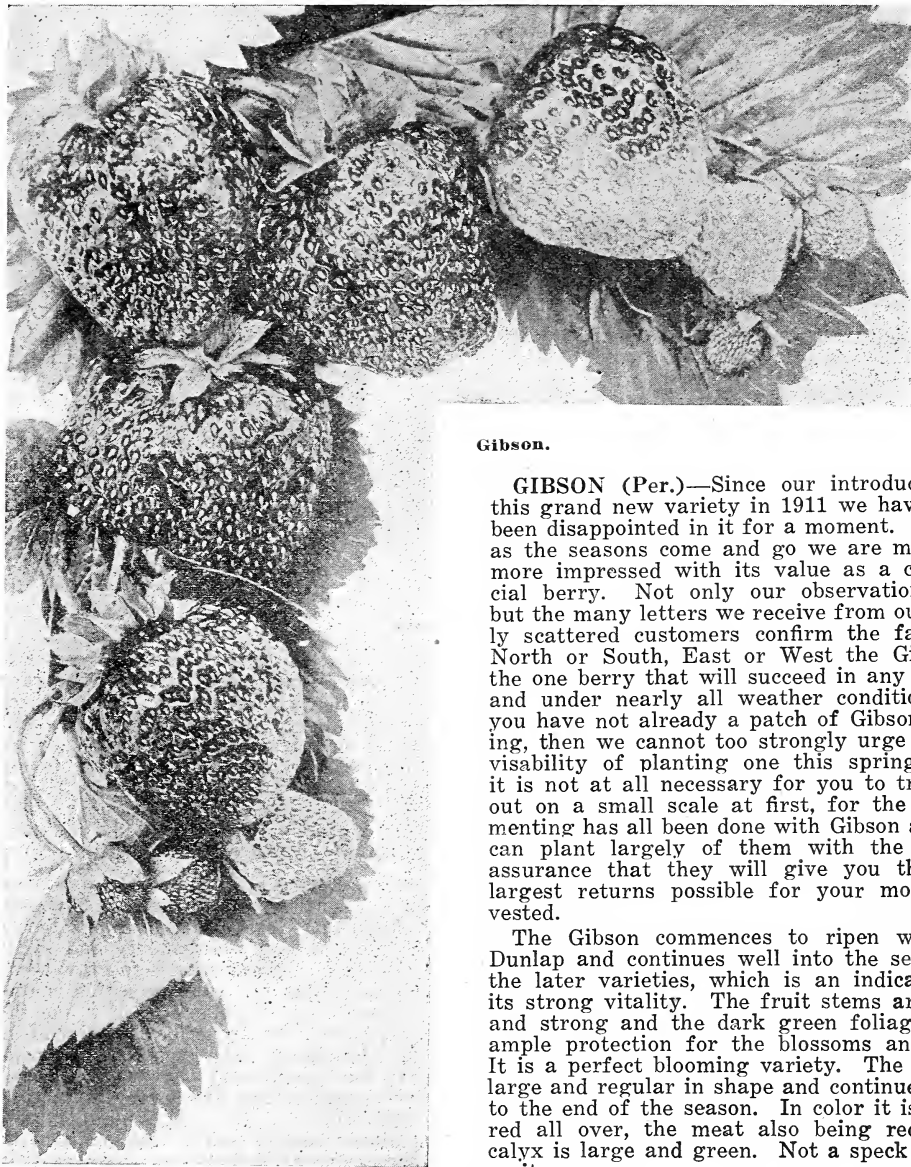 Gibson.
GIBSON (Per.)—Since our introduc
this grand new variety in 1911 we hav
been disappointed in it for a moment.
as the seasons come and go we are m
more impressed with its value as a c
cial berry. Not only our observatio
but the many letters we receive from ou
ly scattered customers confirm the fa
North or South, East or West the Gi
the one berry that will succeed in any
and under nearly all weather conditio
you have not already a patch of Gibson
ing, then we cannot too strongly urge
visability of planting one this spring
it is not at all necessary for you to tr
out on a small scale at first, for the
menting has all been done with Gibson a
can plant largely of them with the
assurance that they will give you th
largest returns possible for your mo
vested.
The Gibson commences to ripen w
Dunlap and continues well into the se
the later varieties, which is an indica
its strong vitality. The fruit stems ar
and strong and the dark green foliag
ample protection for the blossoms an
It is a perfect blooming variety. The
large and regular in shape and continue
to the end of the season. In color it is
red all over, the meat also being red
calyx is large and green. Not a speck